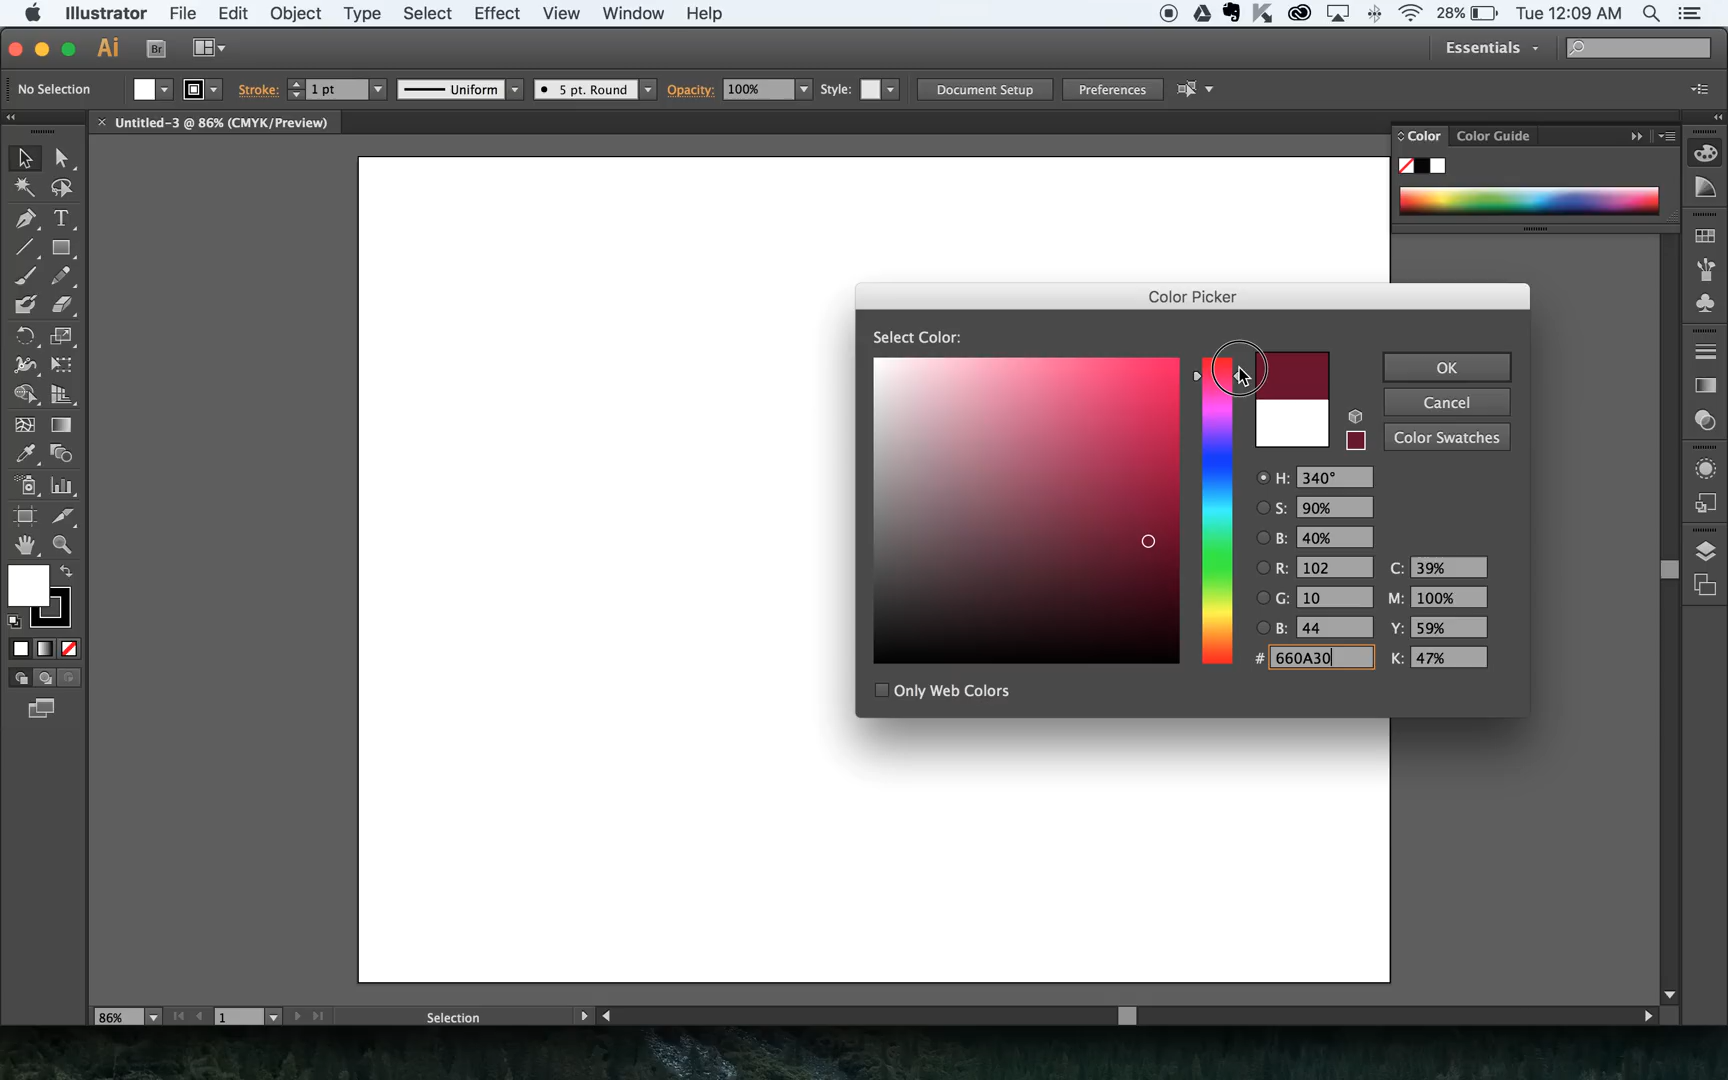 Illustrator File Edit Object Type Select Effect View Window Help 28% Tue 12:09 AM
Ai Br Essentials
No Selection Stroke: 1 pt Uniform 5 pt. Round Opacity: 100% Style: Document Setup Preferences
× Untitled-3 @ 86% (CMYK/Preview)
Color Color Guide
Color Picker
Select Color:
OK
Cancel
Color Swatches
H: 340°
S: 90%
B: 40%
R: 102 C: 39%
G: 10 M: 100%
B: 44 Y: 59%
# 660A30 K: 47%
Only Web Colors
T
86% 1 Selection